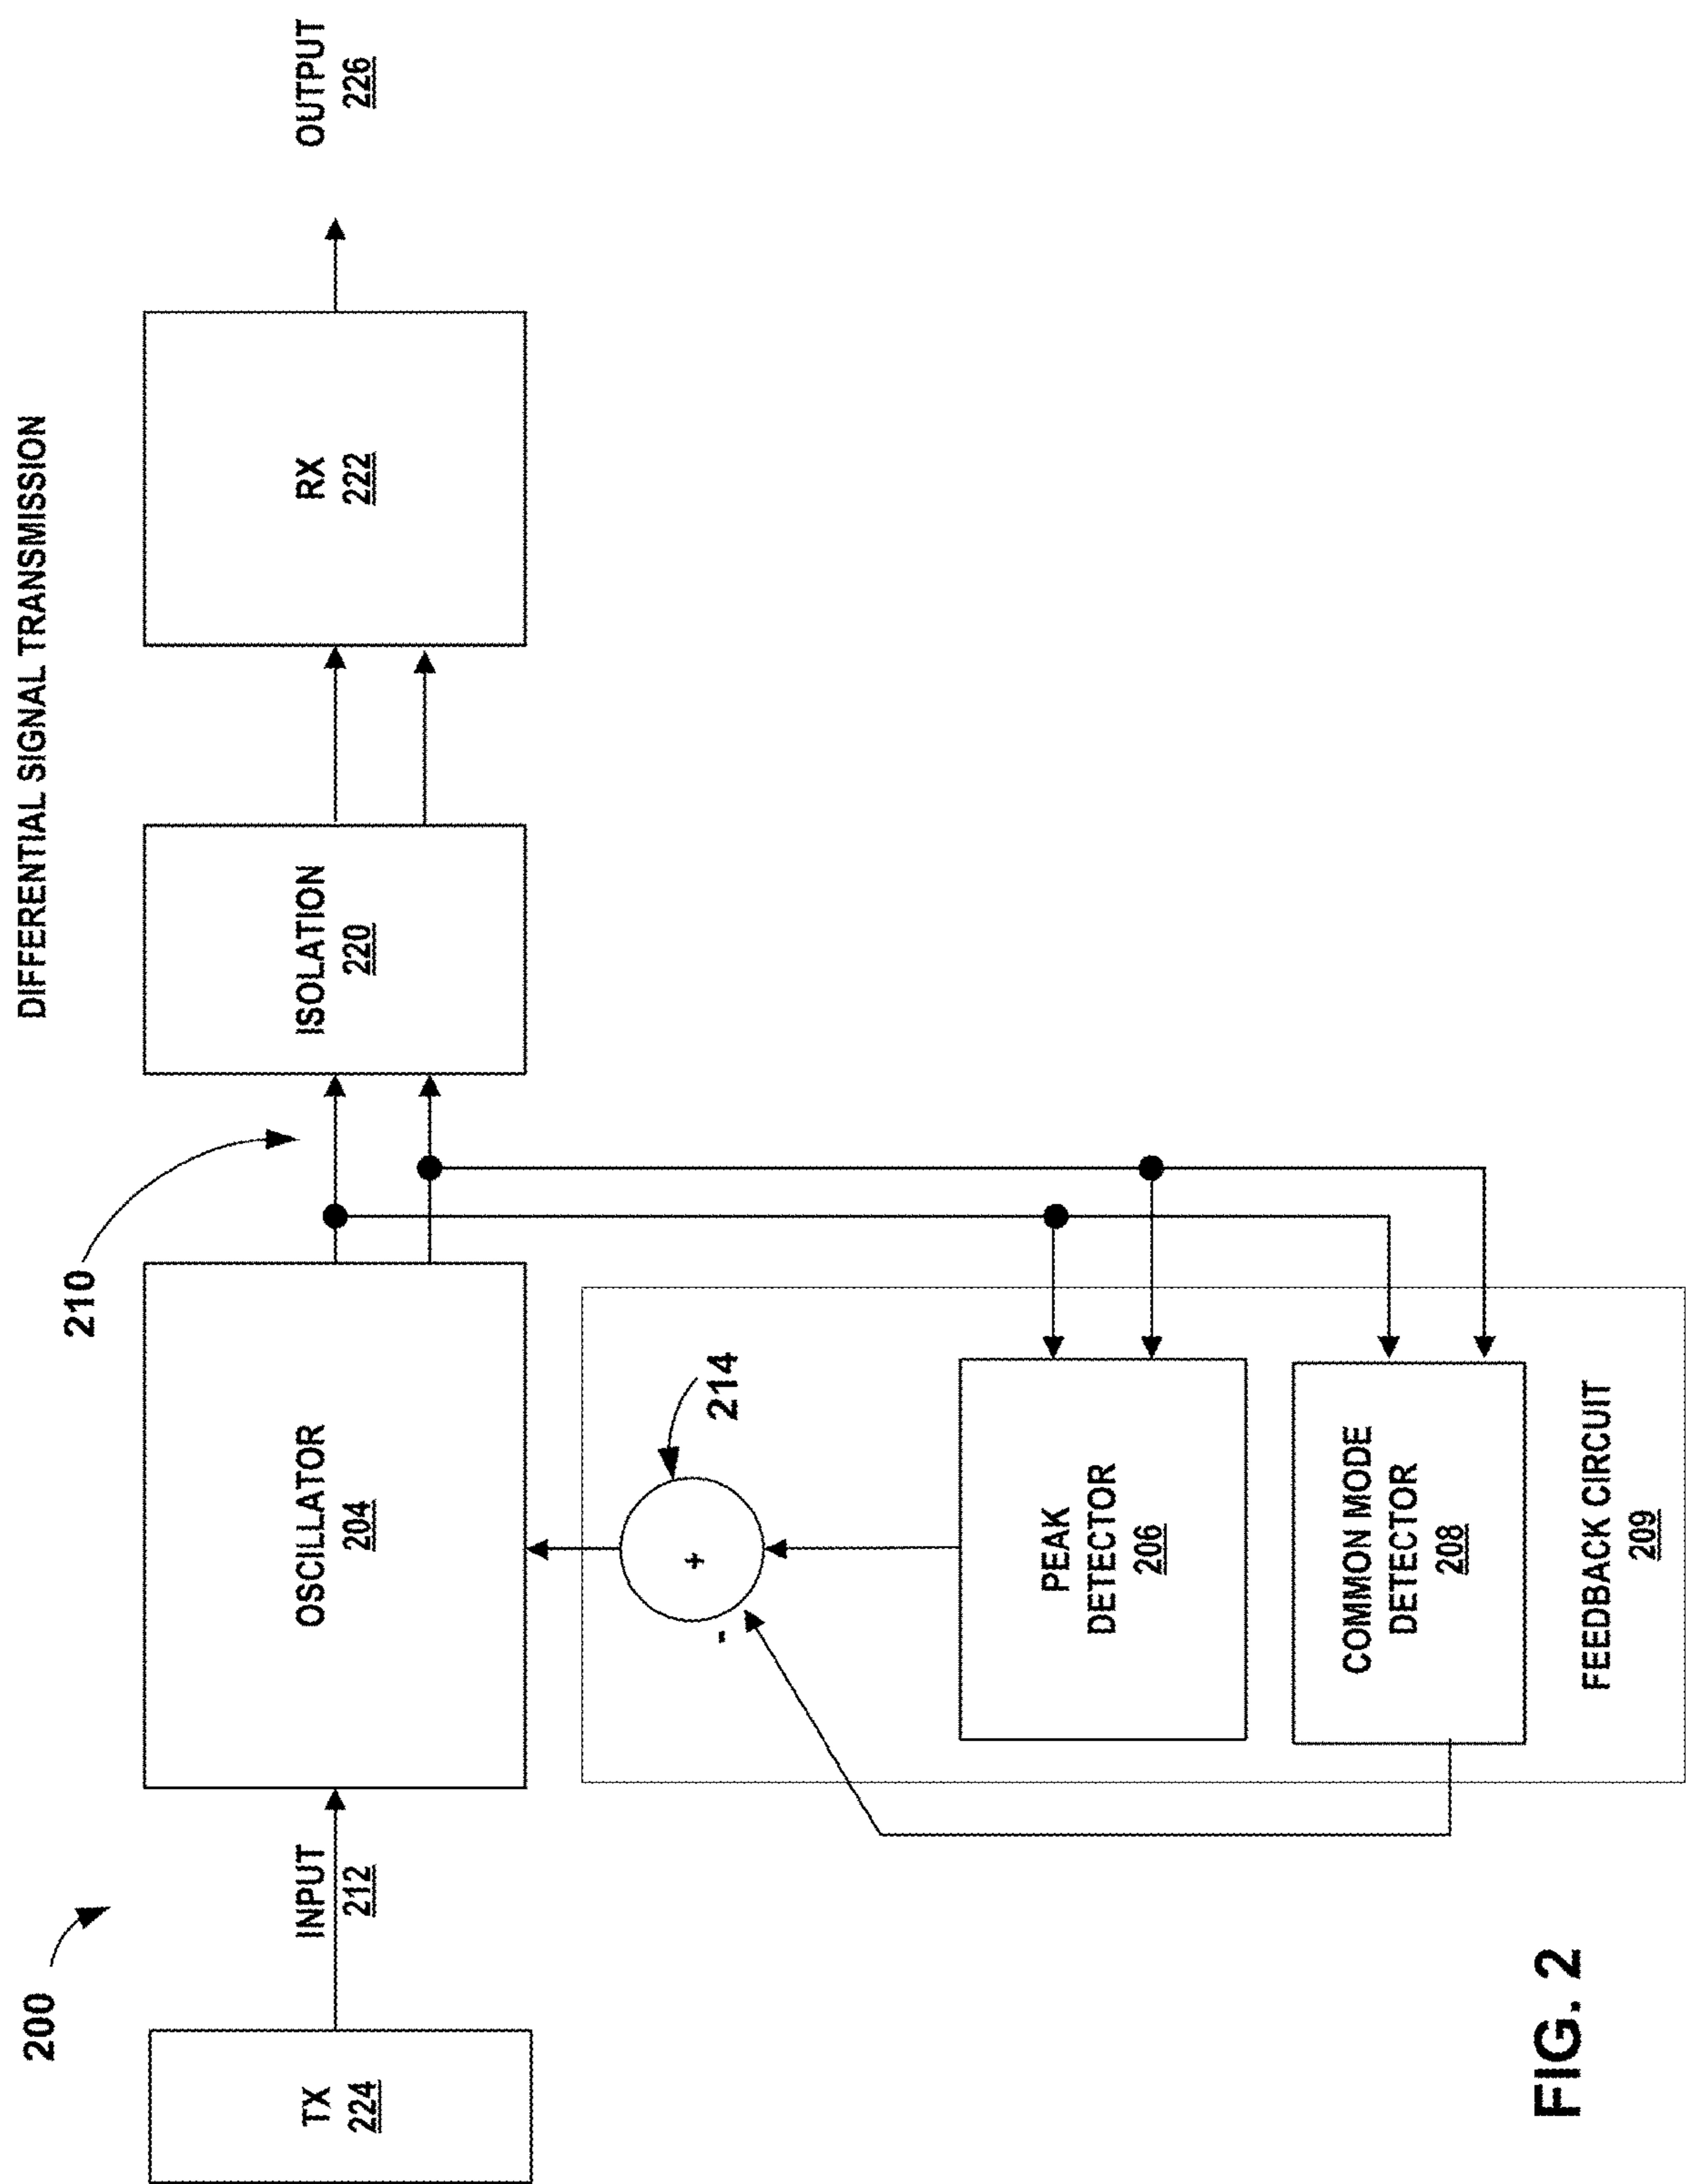 DIFFERENTIAL SIGNAL TRANSMISSION
200
210
TX
224
INPUT
212
OSCILLATOR
204
ISOLATION
220
RX
222
OUTPUT
226
+
-
214
PEAK
DETECTOR
206
COMMON MODE
DETECTOR
208
FEEDBACK CIRCUIT
209
FIG. 2